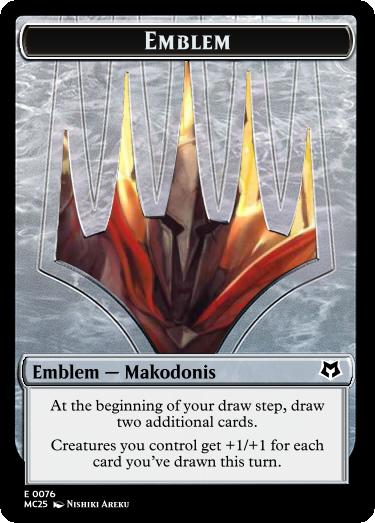 EMBLEM
Emblem — Makodonis
At the beginning of your draw step, draw
two additional cards.
Creatures you control get +1/+1 for each
card you've drawn this turn.
E 0076
MC25 NISHIKI AREKU